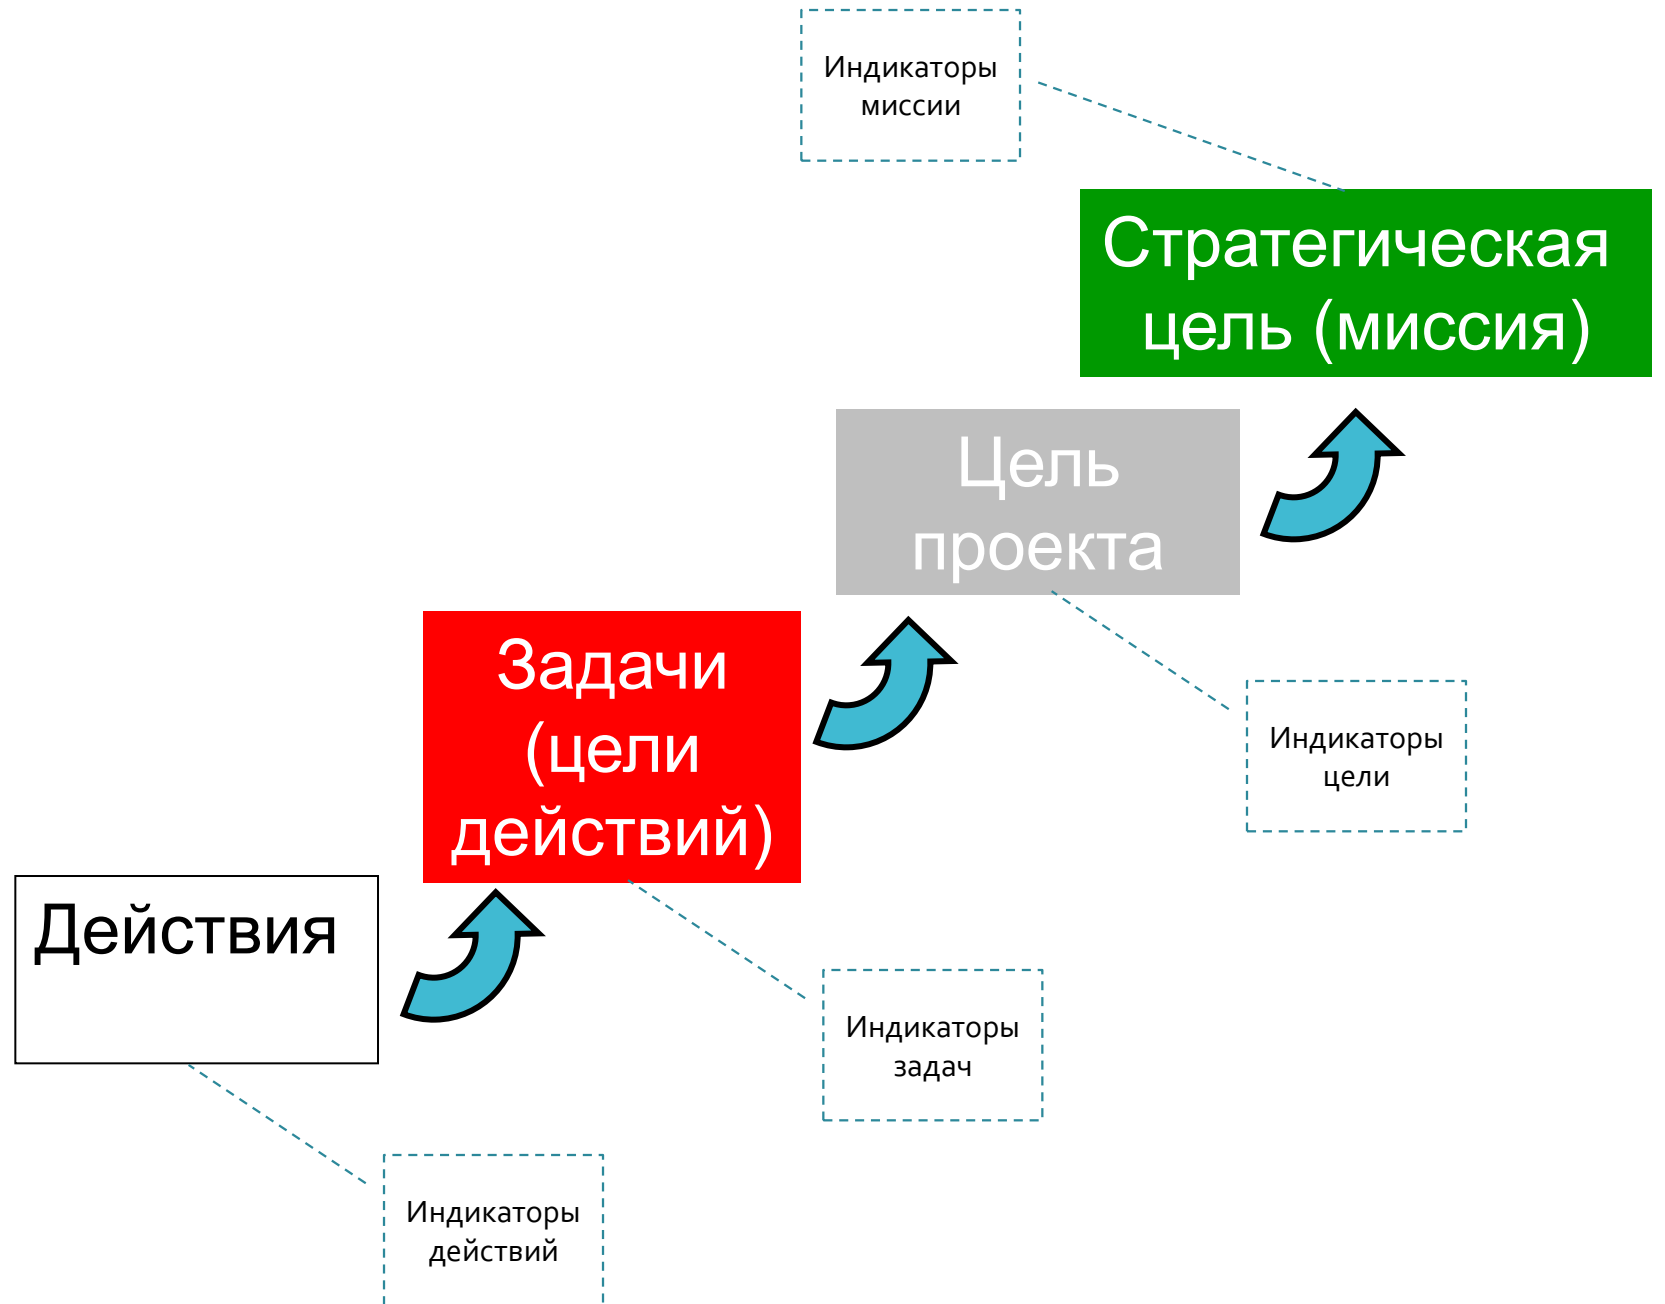 Индикаторы
миссии
Стратегическая
цель (миссия)
Цель
проекта
Задачи
(цели
действий)
Индикаторы
цели
Действия
Индикаторы
задач
Индикаторы
действий